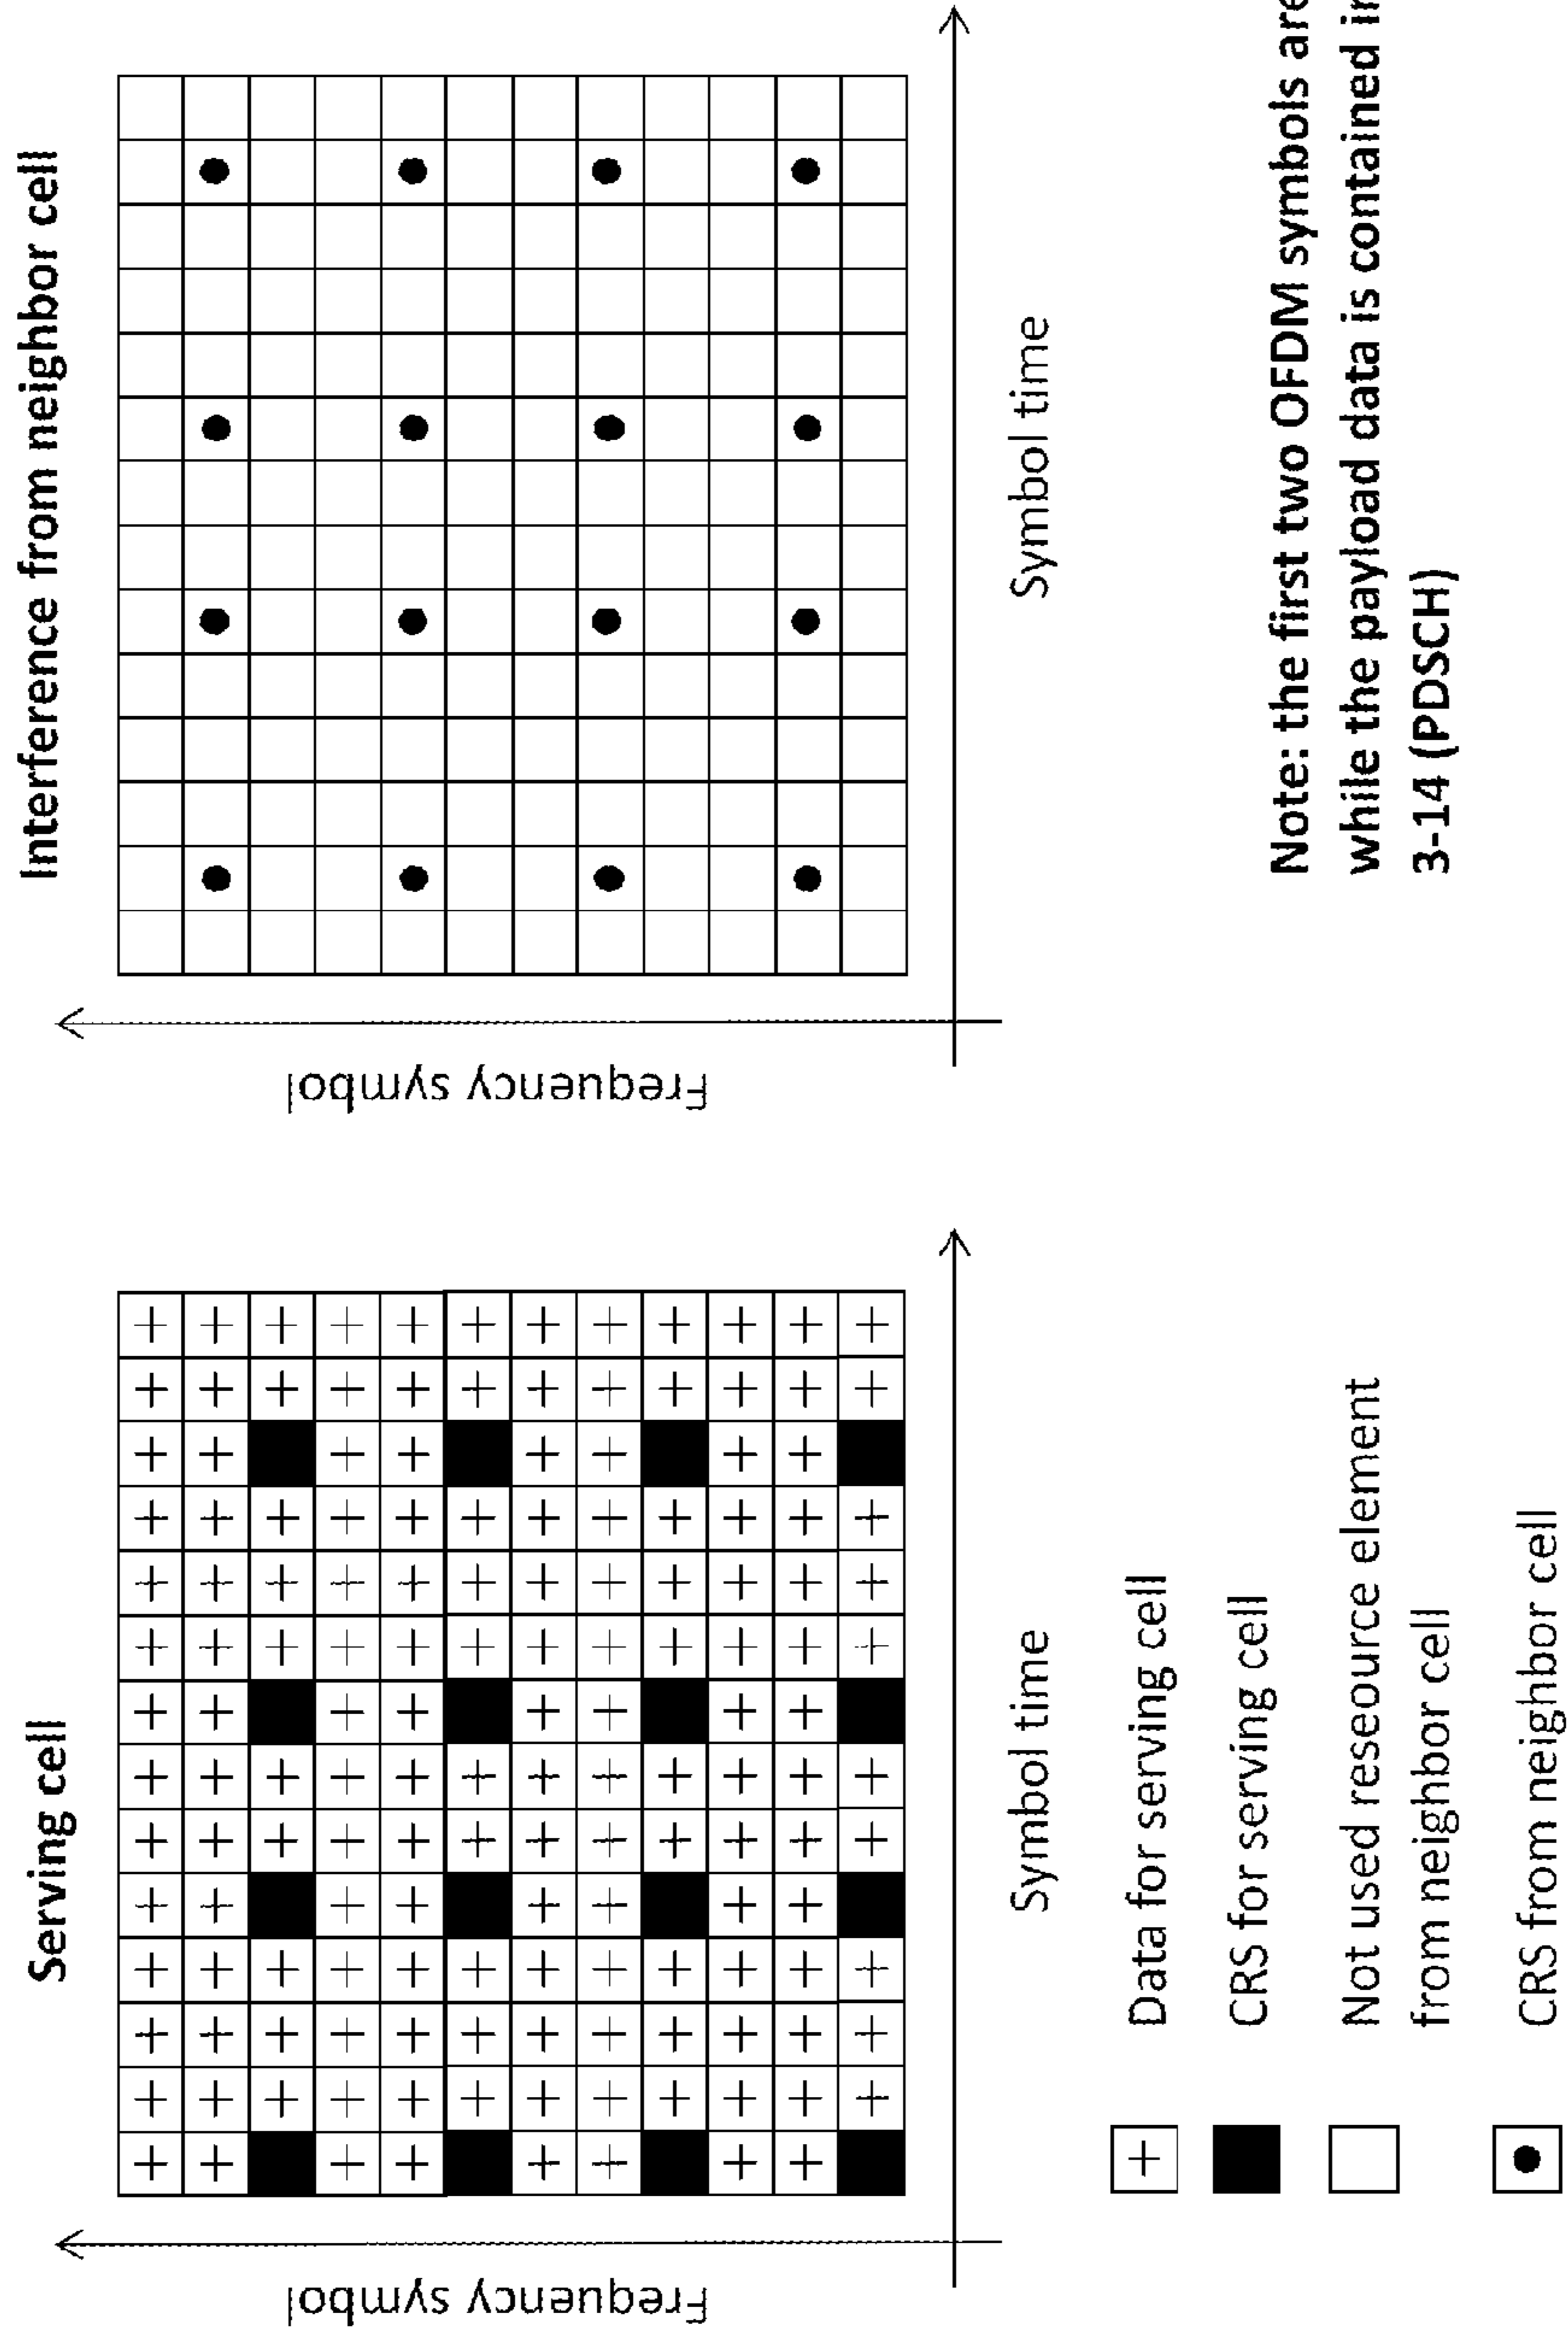 Serving cell
Interference from neighbor cell
Frequency symbol
Symbol time
Frequency symbol
Symbol time
Data for serving cell
CRS for serving cell
Not used reseource element
from neighbor cell
CRS from neighbor cell
Note: the first two OFDM symbols are
while the payload data is contained in
3-14 (PDSCH)